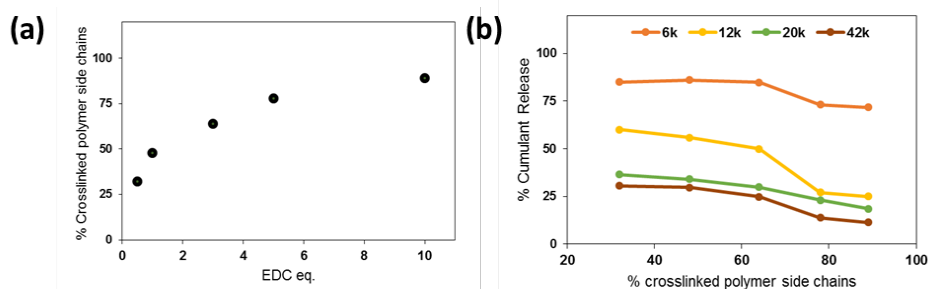 (a)
% Crosslinked polymer side chains
100
75
50
25
0
0 2 4 6 8 10
EDC eq.
(b)
6k 12k 20k 42k
% Cumulant Release
100
75
50
25
0
20 40 60 80 100
% crosslinked polymer side chains